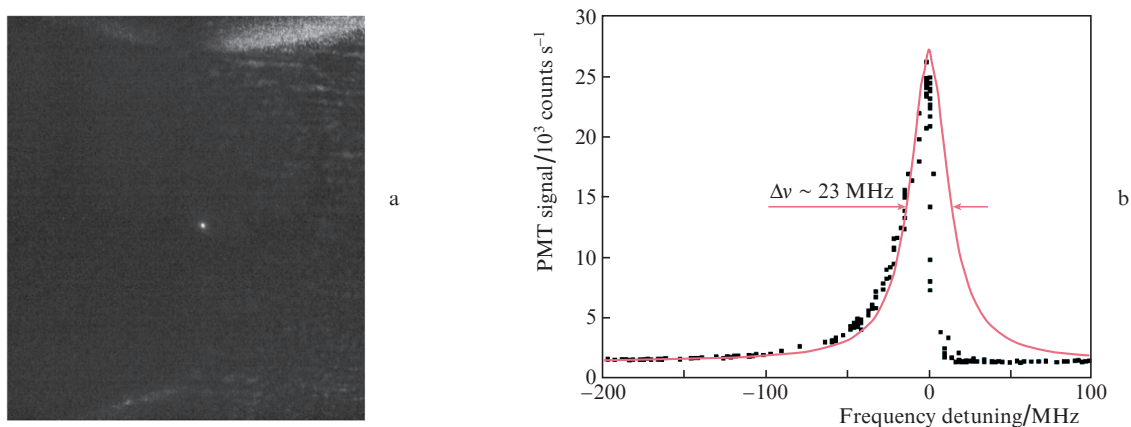 a
30
25
20
15
10
5
0
−200
−100
0
100
PMT signal/10³ counts s⁻¹
Δν ~ 23 MHz
Frequency detuning/MHz
b